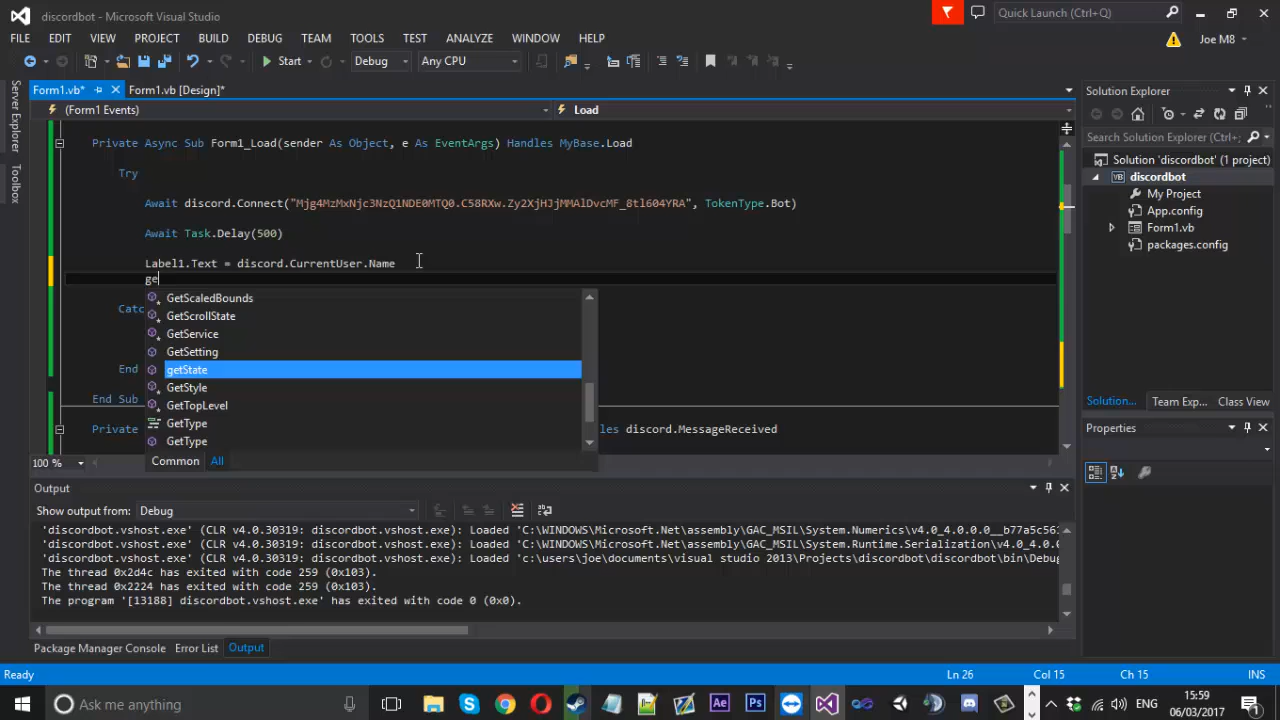 discordbot - Microsoft Visual Studio
Quick Launch (Ctrl+Q)
FILE EDIT VIEW PROJECT BUILD DEBUG TEAM TOOLS TEST ANALYZE WINDOW HELP
Joe M8
Start Debug Any CPU
Form1.vb* Form1.vb [Design]*
Server Explorer
Toolbox
(Form1 Events) Load
Private Async Sub Form1_Load(sender As Object, e As EventArgs) Handles MyBase.Load
Try
Await discord.Connect("Mjg4MzMxNjc3NzQ1NDE0MTQ0.C58RXw.Zy2XjHJjMMAlDvcMF_8tl604YRA", TokenType.Bot)
Await Task.Delay(500)
Label1.Text = discord.CurrentUser.Name
ge
GetScaledBounds
GetScrollState
GetService
GetSetting
getState
GetStyle
GetTopLevel
GetType
GetType
Common All
Catc
End
End Sub
Private les discord.MessageReceived
100 %
Solution Explorer
Search Solution Explorer (Ctrl+;
Solution 'discordbot' (1 project)
VB discordbot
My Project
App.config
Form1.vb
packages.config
Solution... Team Exp... Class View
Properties
Output
Show output from: Debug
'discordbot.vshost.exe' (CLR v4.0.30319: discordbot.vshost.exe): Loaded 'C:\WINDOWS\Microsoft.Net\assembly\GAC_MSIL\System.Numerics\v4.0_4.0.0.0__b77a5c561
'discordbot.vshost.exe' (CLR v4.0.30319: discordbot.vshost.exe): Loaded 'C:\WINDOWS\Microsoft.Net\assembly\GAC_MSIL\System.Runtime.Serialization\v4.0_4.0.0
'discordbot.vshost.exe' (CLR v4.0.30319: discordbot.vshost.exe): Loaded 'c:\users\joe\documents\visual studio 2013\Projects\discordbot\discordbot\bin\Debug
The thread 0x2d4c has exited with code 259 (0x103).
The thread 0x2224 has exited with code 259 (0x103).
The program '[13188] discordbot.vshost.exe' has exited with code 0 (0x0).
Package Manager Console Error List Output
Ready Ln 26 Col 15 Ch 15 INS
Ask me anything
Ae Ps
ENG
15:59
06/03/2017